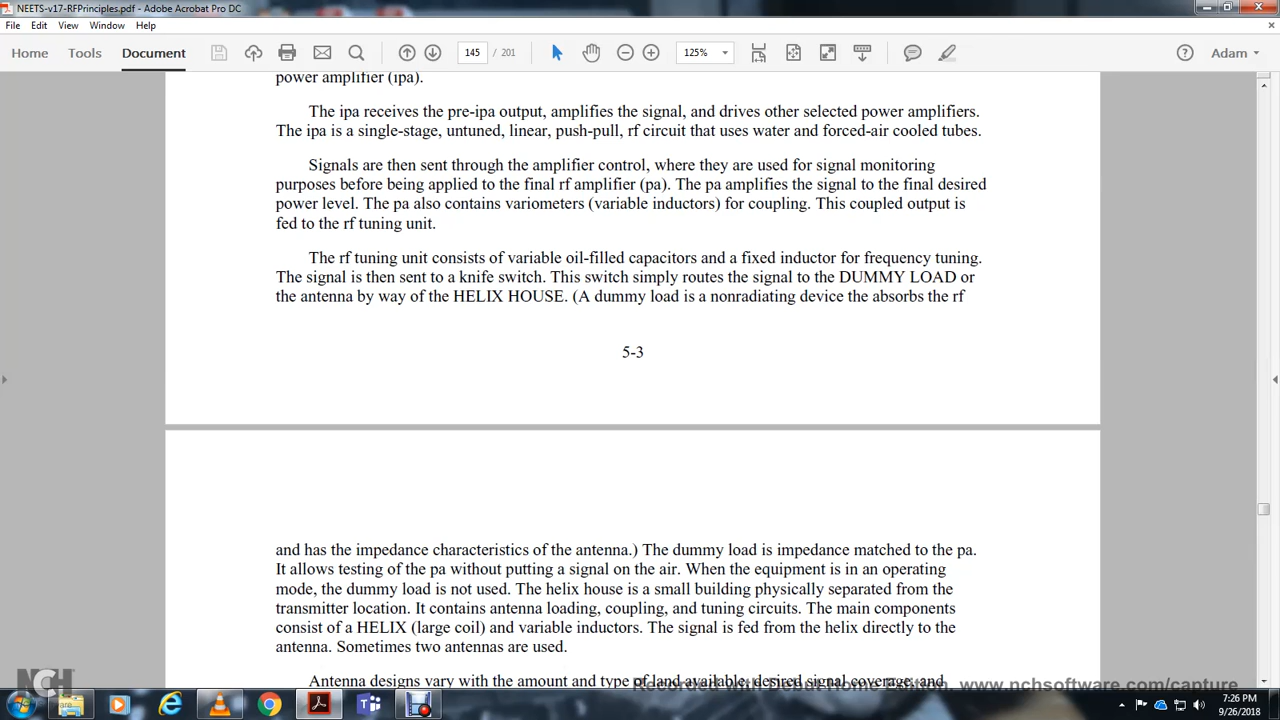 NEETS-v17-RFPrinciples.pdf - Adobe Acrobat Pro DC
File Edit View Window Help
Home Tools Document 145 / 201 125% Adam
power amplifier (ipa).
The ipa receives the pre-ipa output, amplifies the signal, and drives other selected power amplifiers.
The ipa is a single-stage, untuned, linear, push-pull, rf circuit that uses water and forced-air cooled tubes.
Signals are then sent through the amplifier control, where they are used for signal monitoring
purposes before being applied to the final rf amplifier (pa). The pa amplifies the signal to the final desired
power level. The pa also contains variometers (variable inductors) for coupling. This coupled output is
fed to the rf tuning unit.
The rf tuning unit consists of variable oil-filled capacitors and a fixed inductor for frequency tuning.
The signal is then sent to a knife switch. This switch simply routes the signal to the DUMMY LOAD or
the antenna by way of the HELIX HOUSE. (A dummy load is a nonradiating device the absorbs the rf
5-3
and has the impedance characteristics of the antenna.) The dummy load is impedance matched to the pa.
It allows testing of the pa without putting a signal on the air. When the equipment is in an operating
mode, the dummy load is not used. The helix house is a small building physically separated from the
transmitter location. It contains antenna loading, coupling, and tuning circuits. The main components
consist of a HELIX (large coil) and variable inductors. The signal is fed from the helix directly to the
antenna. Sometimes two antennas are used.
Antenna designs vary with the amount and type of land available, desired signal coverage, and
Recorded with Debut Home Edition. www.nchsoftware.com/capture
NCH
7:26 PM
9/26/2018